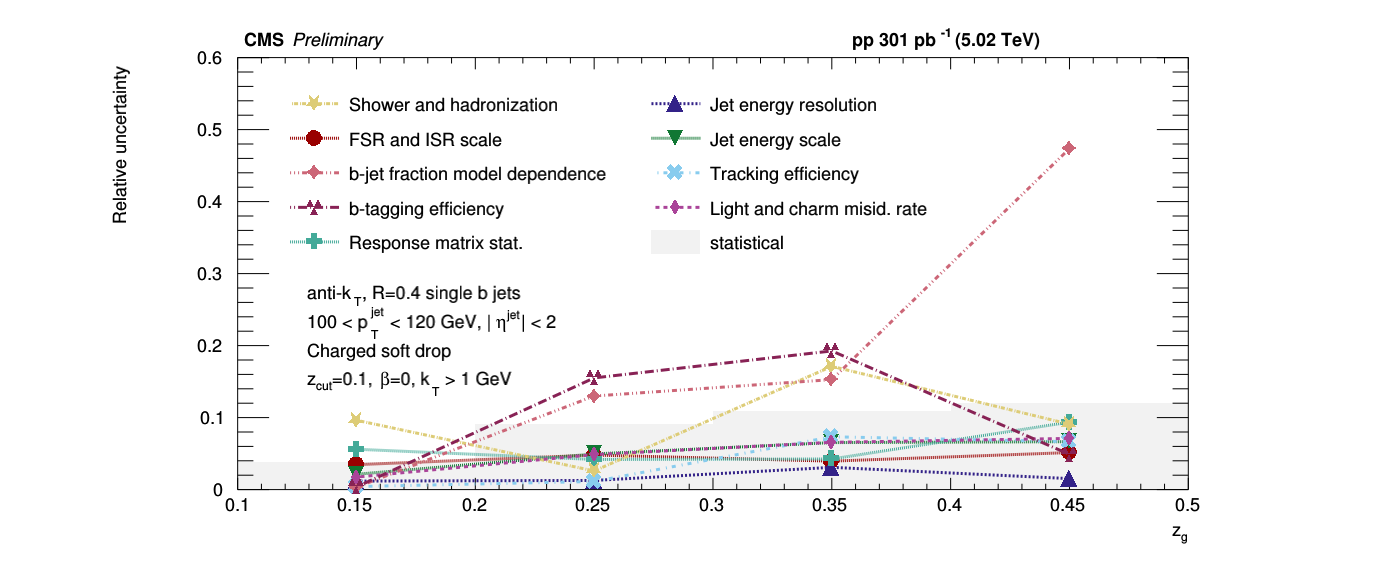 CMS Preliminary
pp 301 pb -1 (5.02 TeV)
Relative uncertainty
0.6
0.5
0.4
0.3
0.2
0.1
0
Shower and hadronization
FSR and ISR scale
b-jet fraction model dependence
b-tagging efficiency
Response matrix stat.
Jet energy resolution
Jet energy scale
Tracking efficiency
Light and charm misid. rate
statistical
anti-kT, R=0.4 single b jets
100 < pTjet < 120 GeV, | ηjet| < 2
Charged soft drop
zcut=0.1, β=0, kT > 1 GeV
0.1 0.15 0.2 0.25 0.3 0.35 0.4 0.45 0.5
zg